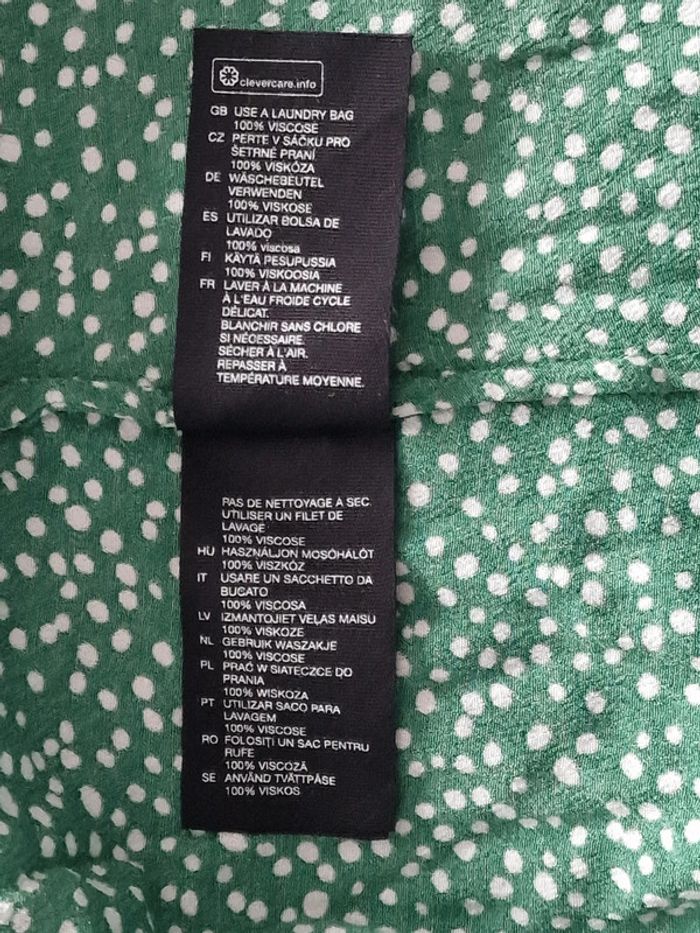 clevercare.info
GB USE A LAUNDRY BAG
100% VISCOSE
CZ PERTE V SÁČKU PRO
ŠETRNÉ PRANÍ
100% VISKÓZA
DE WÄSCHEBEUTEL
VERWENDEN
100% VISKOSE
ES UTILIZAR BOLSA DE
LAVADO
100% viscosa
FI KÄYTÄ PESUPUSSIA
100% VISKOOSIA
FR LAVER À LA MACHINE
À L'EAU FROIDE CYCLE
DÉLICAT.
BLANCHIR SANS CHLORE
SI NÉCESSAIRE.
SÉCHER À L'AIR.
REPASSER À
TEMPÉRATURE MOYENNE.
PAS DE NETTOYAGE À SEC
UTILISER UN FILET DE
LAVAGE
100% VISCOSE
HU HASZNÁLJON MOSÓHÁLÓT
100% VISZKÓZ
IT USARE UN SACCHETTO DA
BUCATO
100% VISCOSA
LV IZMANTOJIET VEĻAS MAISU
100% VISKOZE
NL GEBRUIK WASZAKJE
100% VISCOSE
PL PRAĆ W SIATECZCE DO
PRANIA
100% WISKOZA
PT UTILIZAR SACO PARA
LAVAGEM
100% VISCOSE
RO FOLOSIȚI UN SAC PENTRU
RUFE
100% VISCOZĂ
SE ANVÄND TVÄTTPÅSE
100% VISKOS